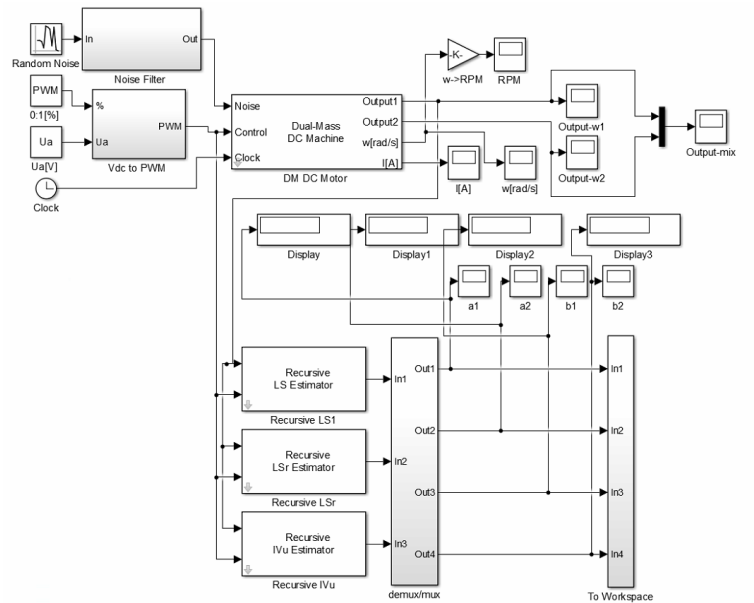 In
Out
Random Noise
Noise Filter
-K-
w->RPM
RPM
PWM
0:1[%]
%
Ua
PWM
Ua
Ua[V]
Vdc to PWM
Clock
Noise
Control
Clock
Dual-Mass
DC Machine
Output1
Output2
w[rad/s]
I[A]
DM DC Motor
Output-w1
Output-w2
Output-mix
I[A]
w[rad/s]
Display
Display1
Display2
Display3
a1
a2
b1
b2
Recursive
LS Estimator
Recursive LS1
Recursive
LSr Estimator
Recursive LSr
Recursive
IVu Estimator
Recursive IVu
In1
In2
In3
Out1
Out2
Out3
Out4
demux/mux
In1
In2
In3
In4
To Workspace